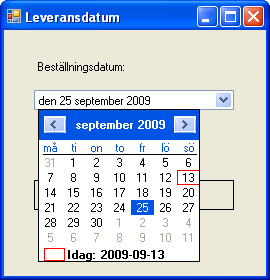 Leveransdatum
Beställningsdatum:
den 25 september 2009
september 2009
må ti on to fr lö sö
31 1 2 3 4 5 6
7 8 9 10 11 12 13
14 15 16 17 18 19 20
21 22 23 24 25 26 27
28 29 30 1 2 3 4
5 6 7 8 9 10 11
Idag: 2009-09-13